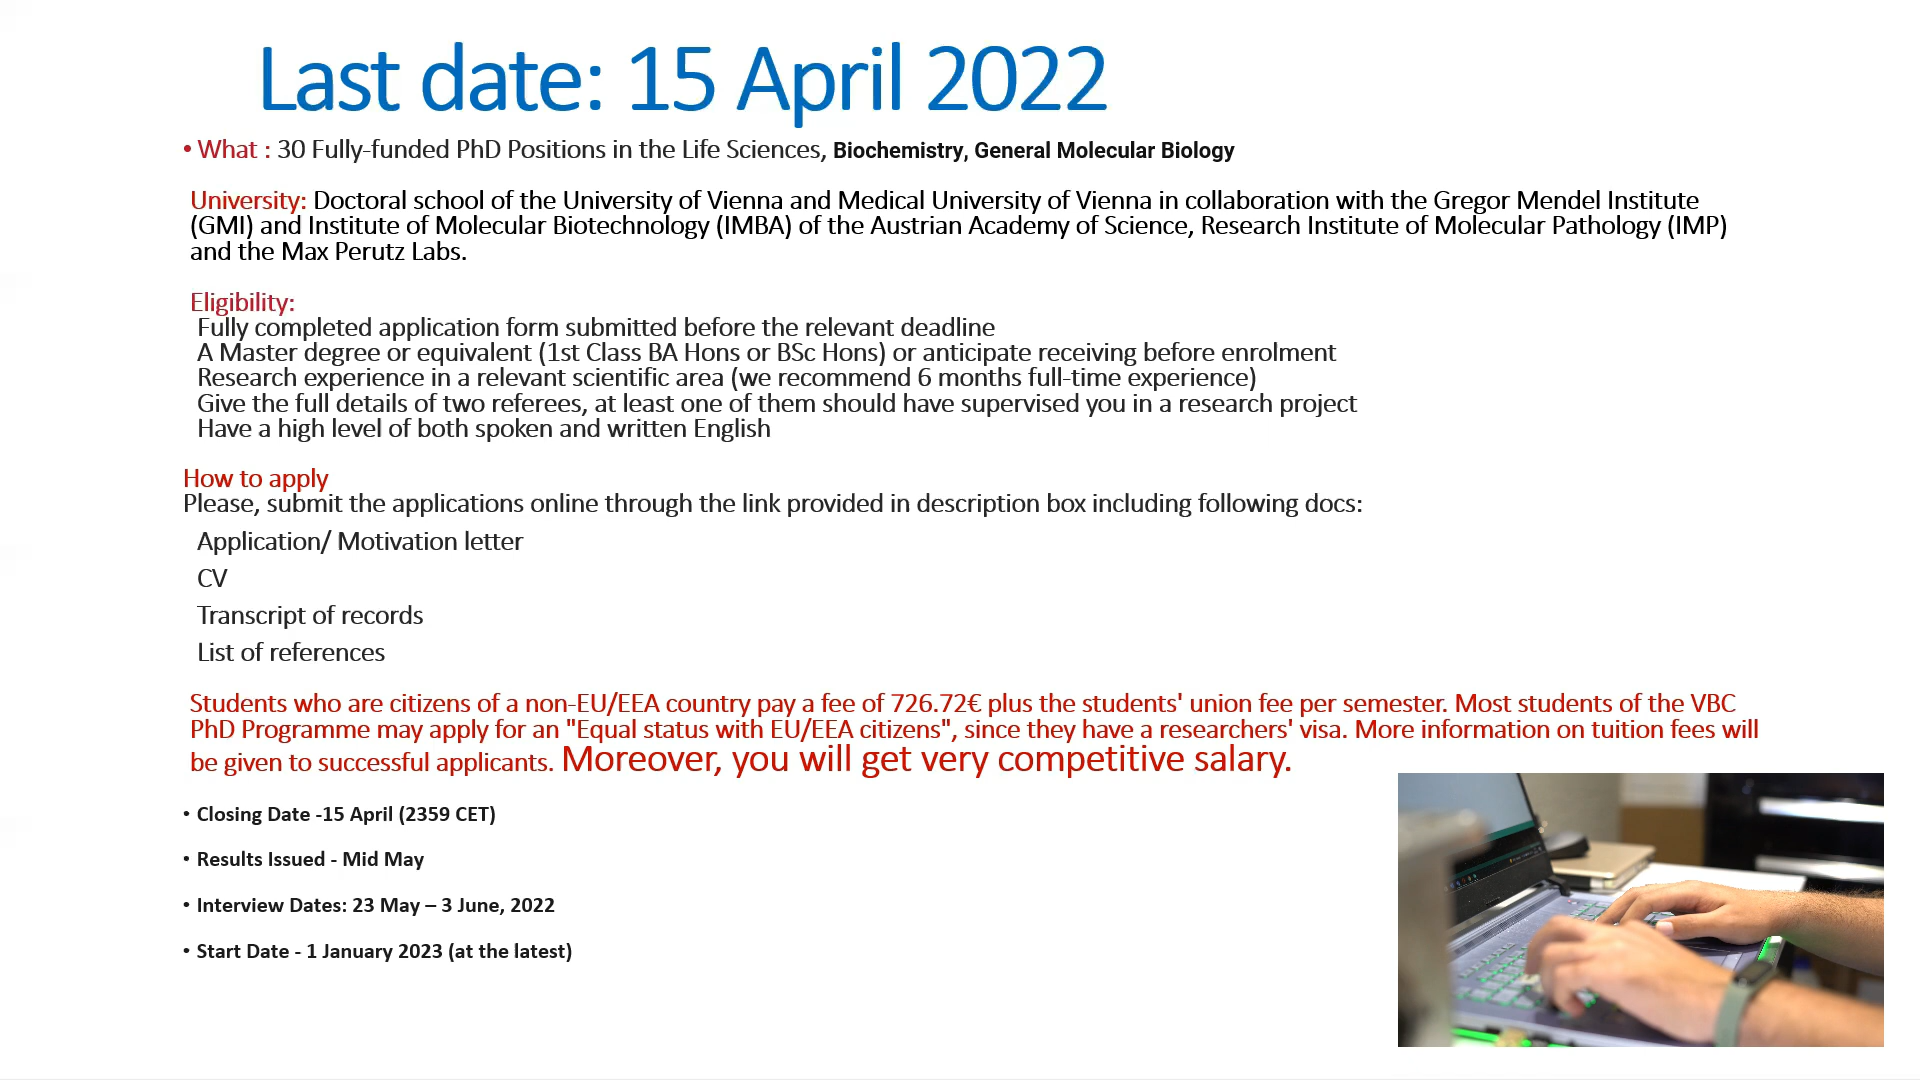 Last date: 15 April 2022
• What : 30 Fully-funded PhD Positions in the Life Sciences, Biochemistry, General Molecular Biology
University: Doctoral school of the University of Vienna and Medical University of Vienna in collaboration with the Gregor Mendel Institute
(GMI) and Institute of Molecular Biotechnology (IMBA) of the Austrian Academy of Science, Research Institute of Molecular Pathology (IMP)
and the Max Perutz Labs.
Eligibility:
Fully completed application form submitted before the relevant deadline
A Master degree or equivalent (1st Class BA Hons or BSc Hons) or anticipate receiving before enrolment
Research experience in a relevant scientific area (we recommend 6 months full-time experience)
Give the full details of two referees, at least one of them should have supervised you in a research project
Have a high level of both spoken and written English
How to apply
Please, submit the applications online through the link provided in description box including following docs:
Application/ Motivation letter
CV
Transcript of records
List of references
Students who are citizens of a non-EU/EEA country pay a fee of 726.72€ plus the students' union fee per semester. Most students of the VBC
PhD Programme may apply for an "Equal status with EU/EEA citizens", since they have a researchers' visa. More information on tuition fees will
be given to successful applicants. Moreover, you will get very competitive salary.
• Closing Date -15 April (2359 CET)
• Results Issued - Mid May
• Interview Dates: 23 May – 3 June, 2022
• Start Date - 1 January 2023 (at the latest)